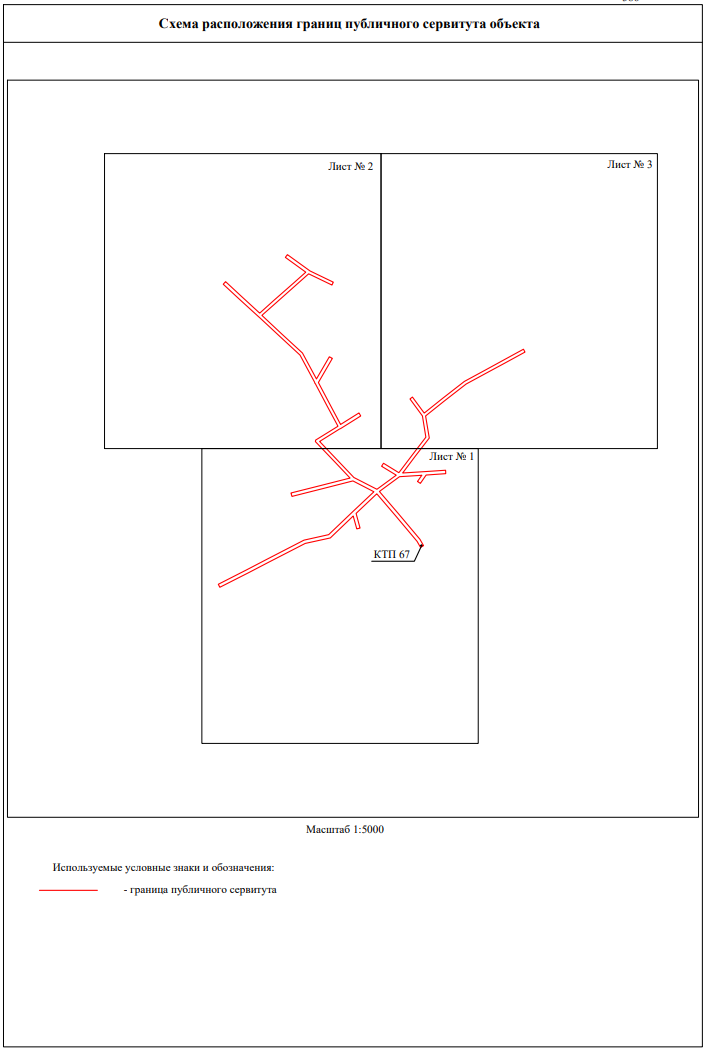 Схема расположения границ публичного сервитута объекта
Лист № 2
Лист № 3
Лист № 1
КТП 67
Масштаб 1:5000
Используемые условные знаки и обозначения:
- граница публичного сервитута